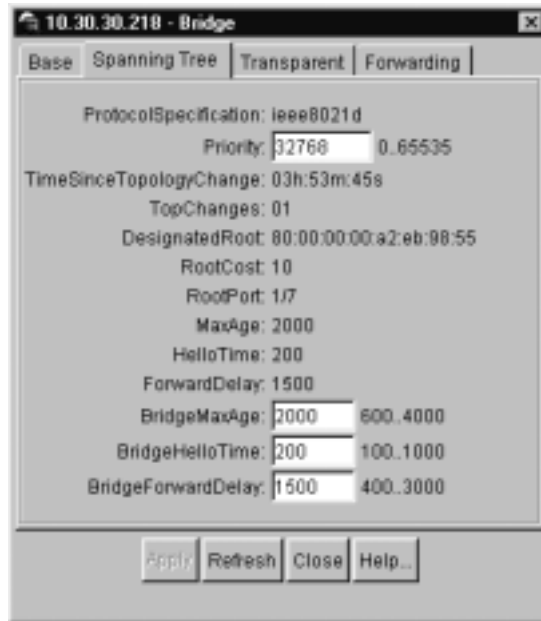 10.30.30.218 - Bridge
Base Spanning Tree Transparent Forwarding
ProtocolSpecification: ieee8021d
Priority: 32768 0..65535
TimeSinceTopologyChange: 03h:53m:45s
TopChanges: 01
DesignatedRoot: 80:00:00:00:a2:eb:98:55
RootCost: 10
RootPort: 1/7
MaxAge: 2000
HelloTime: 200
ForwardDelay: 1500
BridgeMaxAge: 2000 600..4000
BridgeHelloTime: 200 100..1000
BridgeForwardDelay: 1500 400..3000
Apply Refresh Close Help...